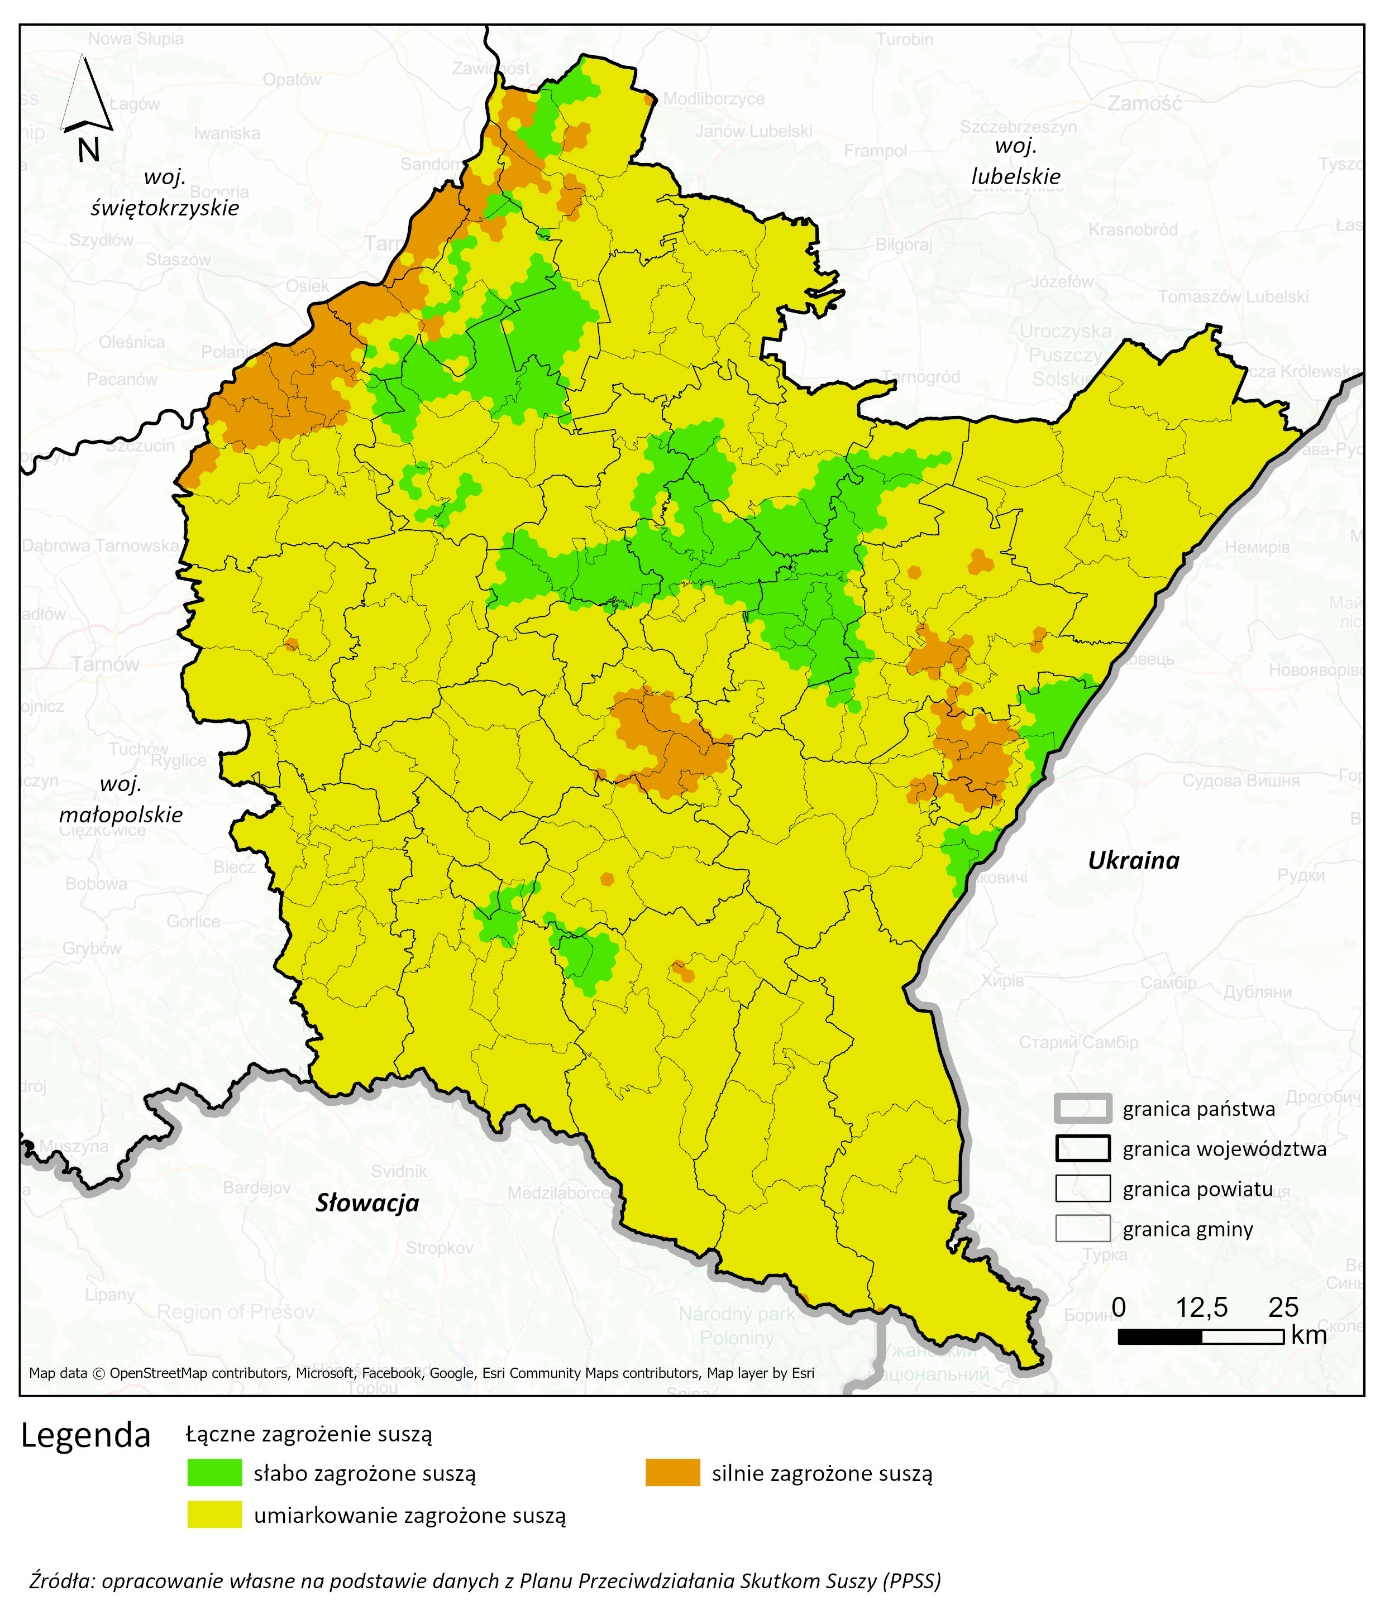 Nowa Słupia
Zawichost
Turobin
Opatów
Łagów
Modliborzyce
Zamość
Iwaniska
Janów Lubelski
Szczebrzeszyn
N
Frampol
woj.
lubelskie
woj.
świętokrzyskie
Bogoria
Szydłów
Krasnobród
Staszów
Biłgoraj
Osiek
Józefów
Tomaszów Lubelski
Oleśnica
Uroczyska
Puszczy
Solskiej
Pacanów
Tarnogród
Szczucin
Dąbrowa Tarnowska
Немирів
Tarnów
Tuchów
Ryglice
woj.
małopolskie
Ciężkowice
Судова Вишня
Ukraina
Biecz
Bobowa
Рудки
Gorlice
Grybów
Хирів
Самбір
Дубляни
Старий Самбір
Дрогобич
granica państwa
granica województwa
granica powiatu
granica gminy
Muszyna
Svidník
Bardejov
Medzilaborce
Słowacja
Stropkov
Турка
Lipany
Region of Prešov
Národný park
Poloniny
0 12,5 25
km
Map data © OpenStreetMap contributors, Microsoft, Facebook, Google, Esri Community Maps contributors, Map layer by Esri
Legenda
Łączne zagrożenie suszą
słabo zagrożone suszą
silnie zagrożone suszą
umiarkowanie zagrożone suszą
Źródła: opracowanie własne na podstawie danych z Planu Przeciwdziałania Skutkom Suszy (PPSS)